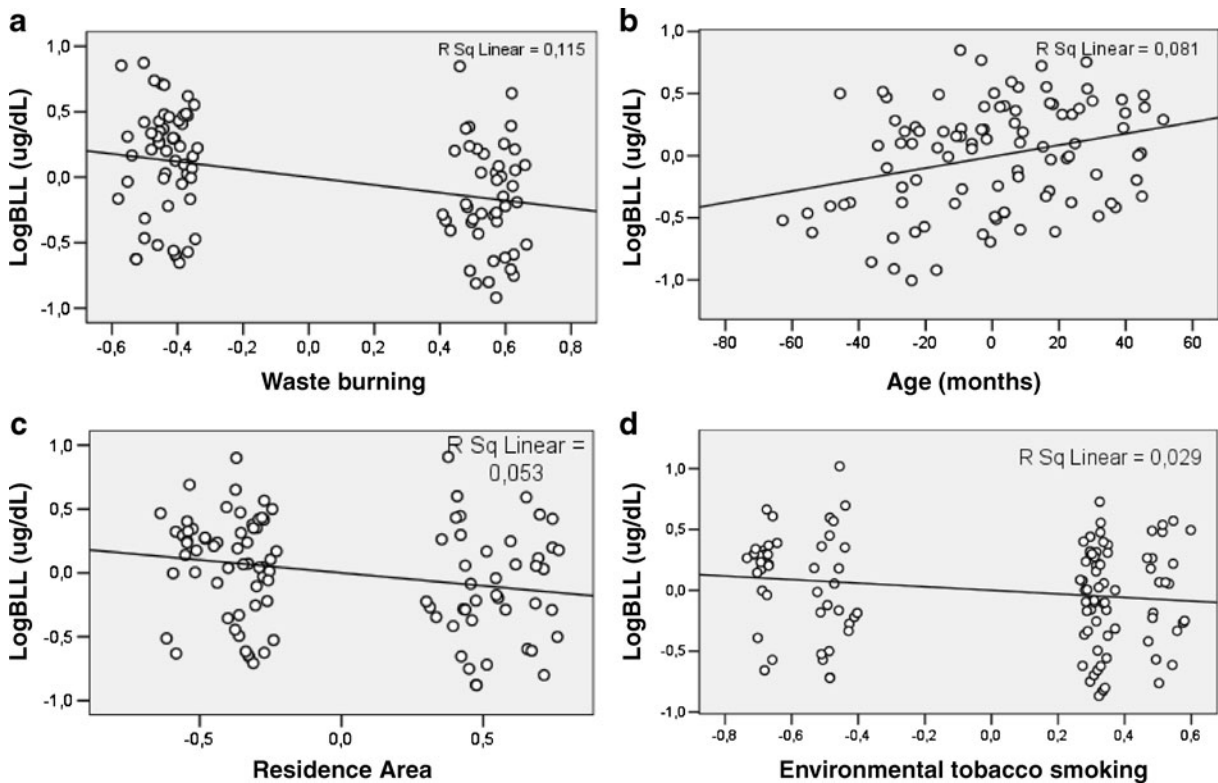 a
R Sq Linear = 0,115
LogBLL (ug/dL)
1,0
0,5
0,0
-0,5
-1,0
-0,6 -0,4 -0,2 0,0 0,2 0,4 0,6 0,8
Waste burning
b
R Sq Linear = 0,081
LogBLL (ug/dL)
1,0
0,5
0,0
-0,5
-1,0
-80 -60 -40 -20 0 20 40 60
Age (months)
c
R Sq Linear =
0,053
LogBLL (ug/dL)
1,0
0,5
0,0
-0,5
-1,0
-0,5 0,0 0,5
Residence Area
d
R Sq Linear = 0,029
LogBLL (ug/dL)
1,0
0,5
0,0
-0,5
-1,0
-0,8 -0,6 -0,4 -0,2 0,0 0,2 0,4 0,6
Environmental tobacco smoking